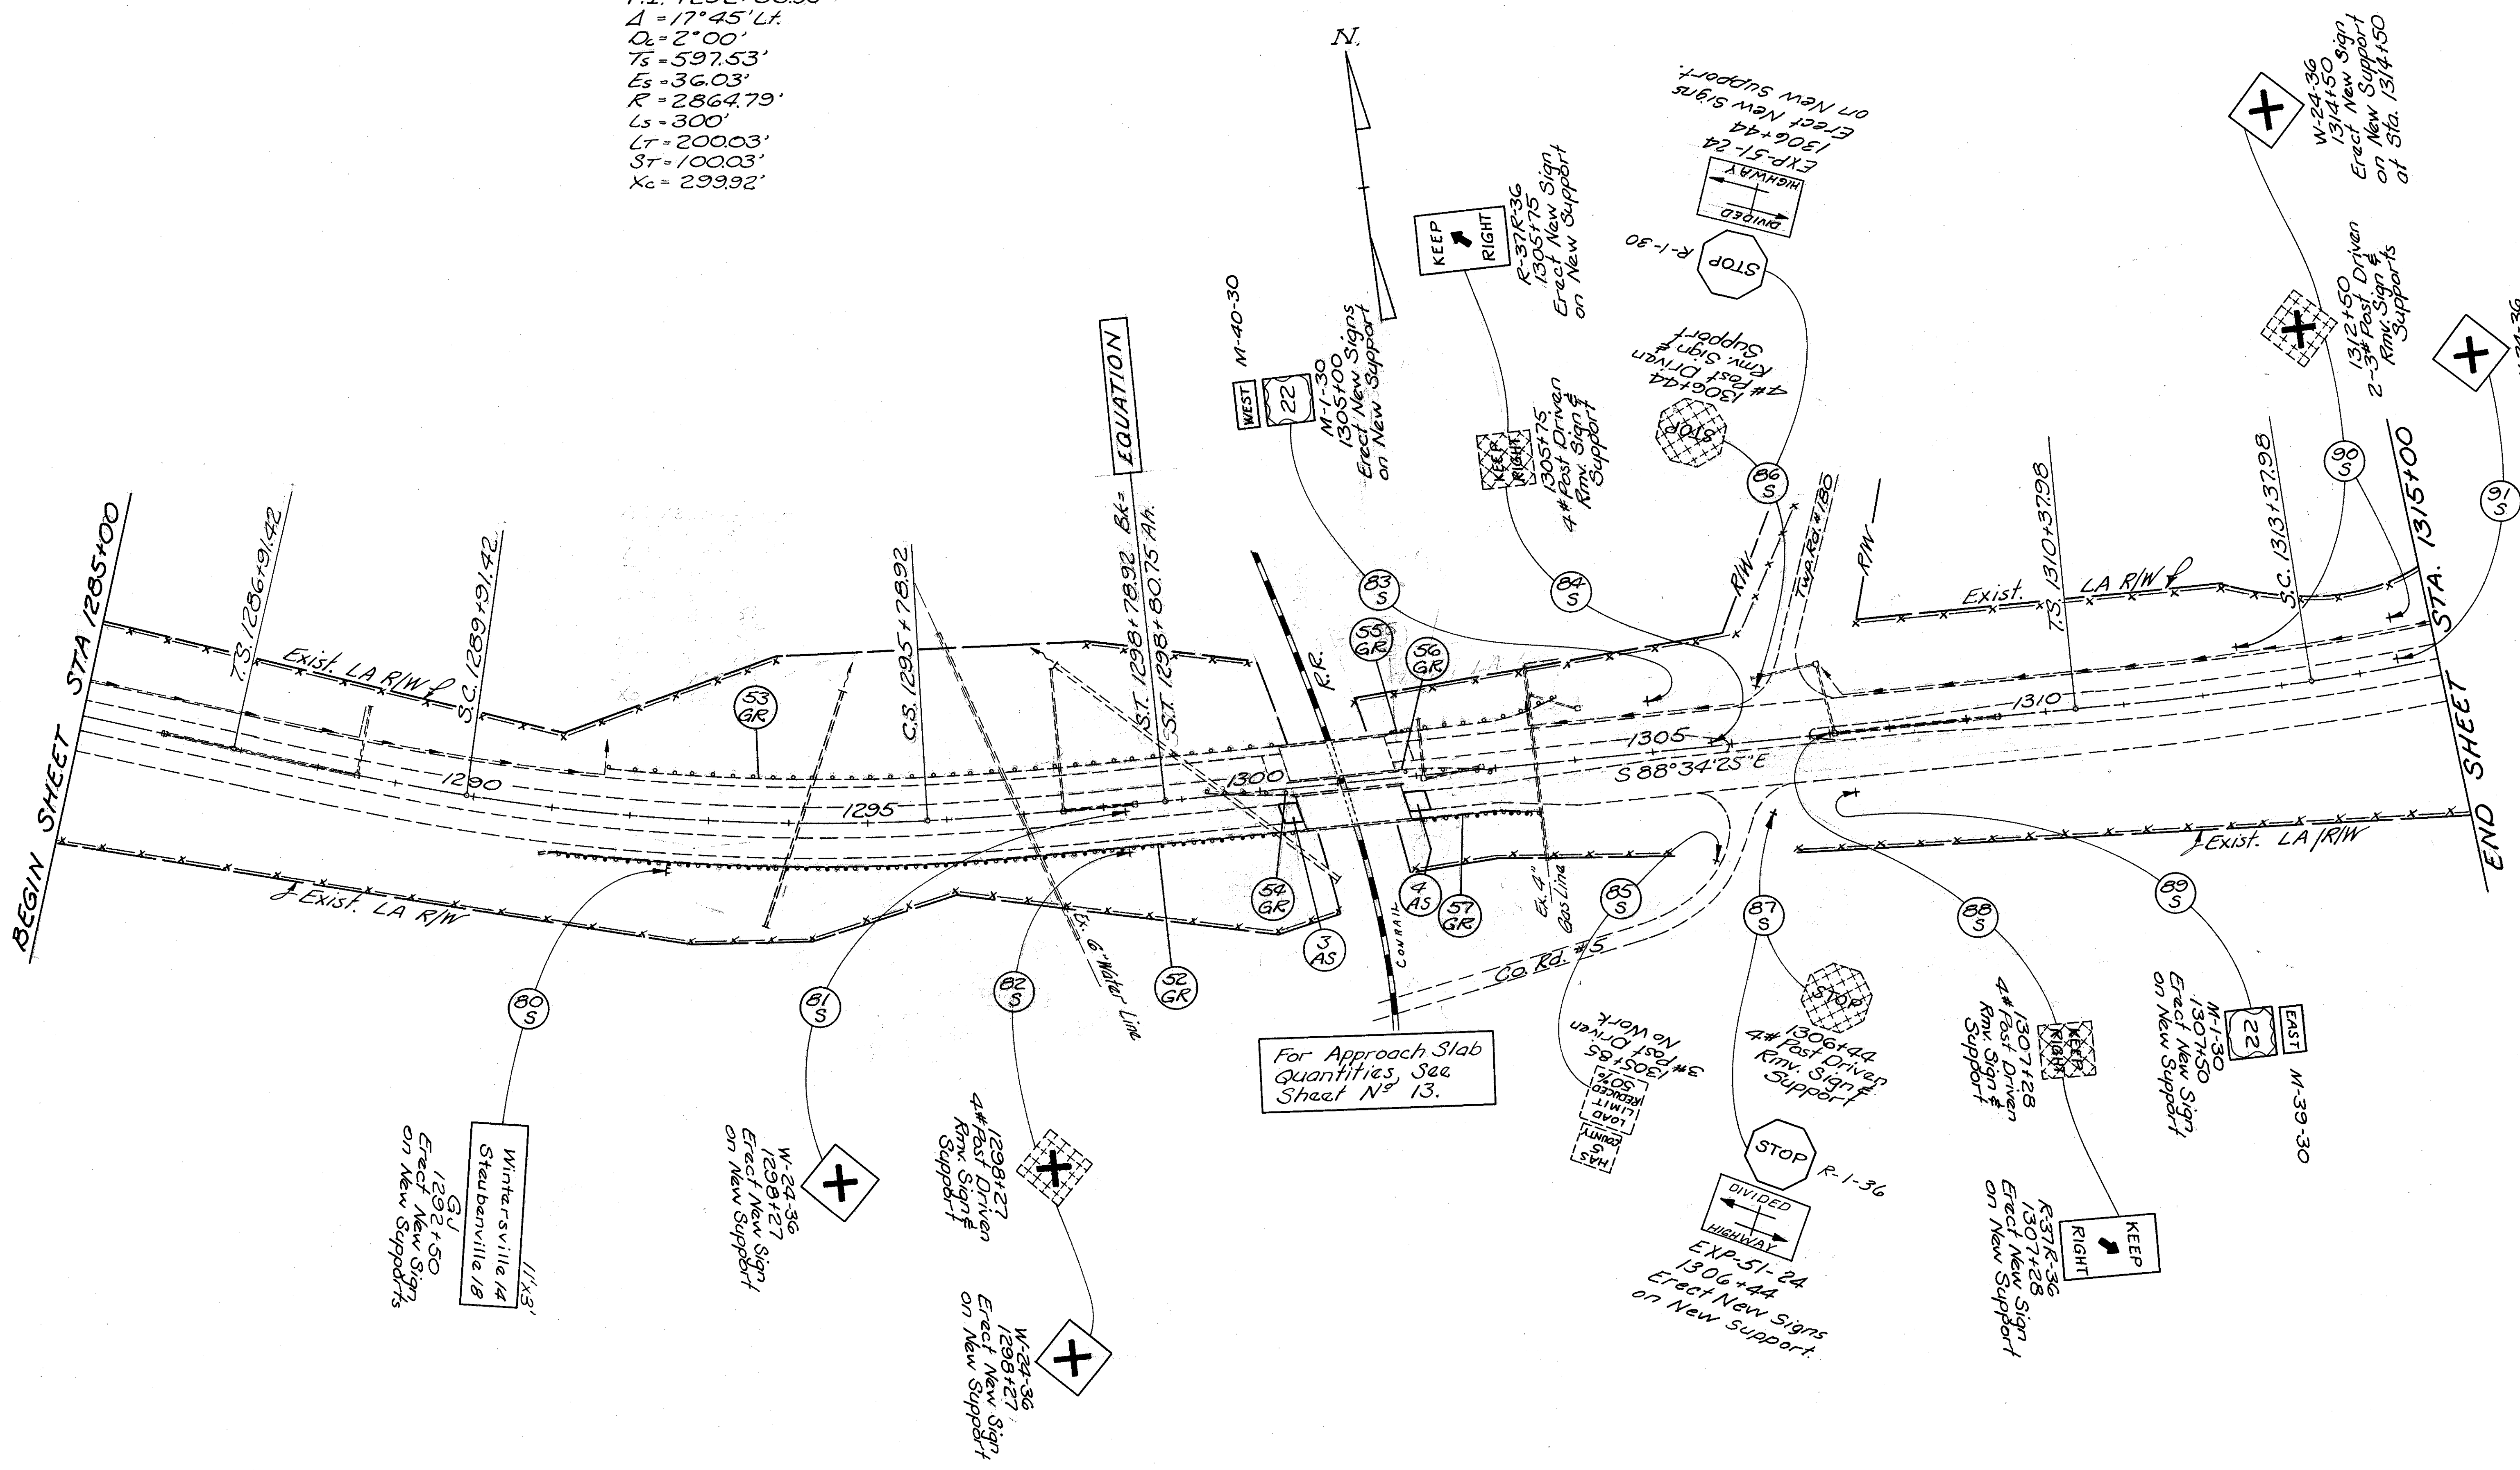 Δ = 17°45' Lt.
Dc = 2°00'
Ts = 597.53'
Es = 36.03'
R = 2864.79'
Ls = 300'
LT = 200.03'
ST = 100.03'
Xc = 299.92'
N.
BEGIN SHEET STA 1285+00
T.S. 1286+91.42
S.C. 1289+91.42
Exist. LA R/W
53
GR
C.S. 1295+78.92
EQUATION
S.T. 1298+78.92 Bk=
S.T. 1298+80.75 Ah.
WEST
M-40-30
22
M-1-30
1305+00
Erect New Signs
on New Support
83
S
KEEP
RIGHT
R-37R-36
1305+75
Erect New Sign
on New Support
KEEP
RIGHT
1305+75
4# Post Driven
Rmv. Sign &
Support
84
S
EXP-51-24
1306+44
Erect New Signs
on New Support.
DIVIDED
HIGHWAY
STOP
R-1-30
1306+44
4# Post Driven
Rmv. Sign &
Support
STOP
86
S
Twp. Rd. #180
R/W
R/W
W-24-36
1314+50
Erect New Sign
on New Support
at Sta. 1314+50
1312+50
2-3# Post Driven
Rmv. Sign &
Supports
90
S
91
S
T.S. 1310+37.98
S.C. 1313+37.98
Exist. LA R/W
END SHEET STA. 1315+00
R.R.
55
GR
56
GR
1290
1295
1300
1305
1310
S 88°34'25" E
Exist. LA R/W
Exist. LA R/W
54
GR
3
AS
4
AS
57
GR
52
GR
Ex. 6" Water Line
Ex. 4"
Gas Line
CONRAIL
Co. Rd. #5
For Approach Slab
Quantities, See
Sheet Nº 13.
80
S
11'x3'
Wintersville 14
Steubenville 18
GJ
1292+50
Erect New Sign
on New Supports
81
S
W-24-36
1298+27
Erect New Sign
on New Support
82
S
1298+27
4# Post Driven
Rmv. Sign &
Support
W-24-36
1298+27
Erect New Sign
on New Support
85
S
1305+85
3# Post Driven
No Work
HAS
5
COUNTY
LOAD
LIMIT
REDUCED
50%
87
S
STOP
1306+44
4# Post Driven
Rmv. Sign &
Support
STOP
R-1-36
DIVIDED
HIGHWAY
EXP-51-24
1306+44
Erect New Signs
on New Support.
88
S
KEEP
RIGHT
1307+28
4# Post Driven
Rmv. Sign &
Support
KEEP
RIGHT
R-37R-36
1307+28
Erect New Sign
on New Support
89
S
EAST
M-39-30
22
M-1-30
1307+50
Erect New Sign
on New Support